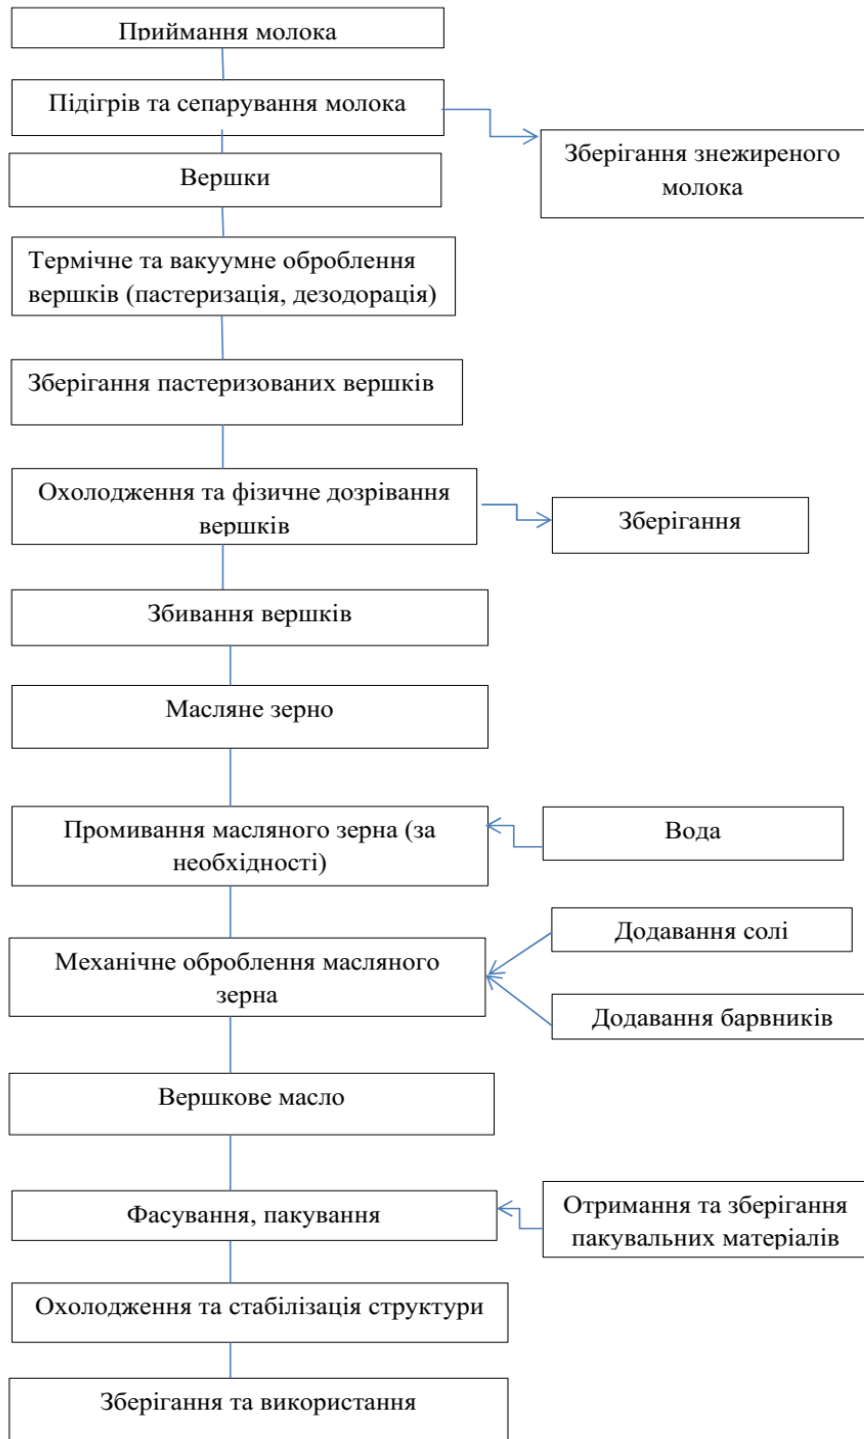 Приймання молока
Підігрів та сепарування молока
Зберігання знежиреного
молока
Вершки
Термічне та вакуумне оброблення
вершків (пастеризація, дезодорація)
Зберігання пастеризованих вершків
Охолодження та фізичне дозрівання
вершків
Зберігання
Збивання вершків
Масляне зерно
Промивання масляного зерна (за
необхідності)
Вода
Додавання солі
Механічне оброблення масляного
зерна
Додавання барвників
Вершкове масло
Фасування, пакування
Отримання та зберігання
пакувальних матеріалів
Охолодження та стабілізація структури
Зберігання та використання